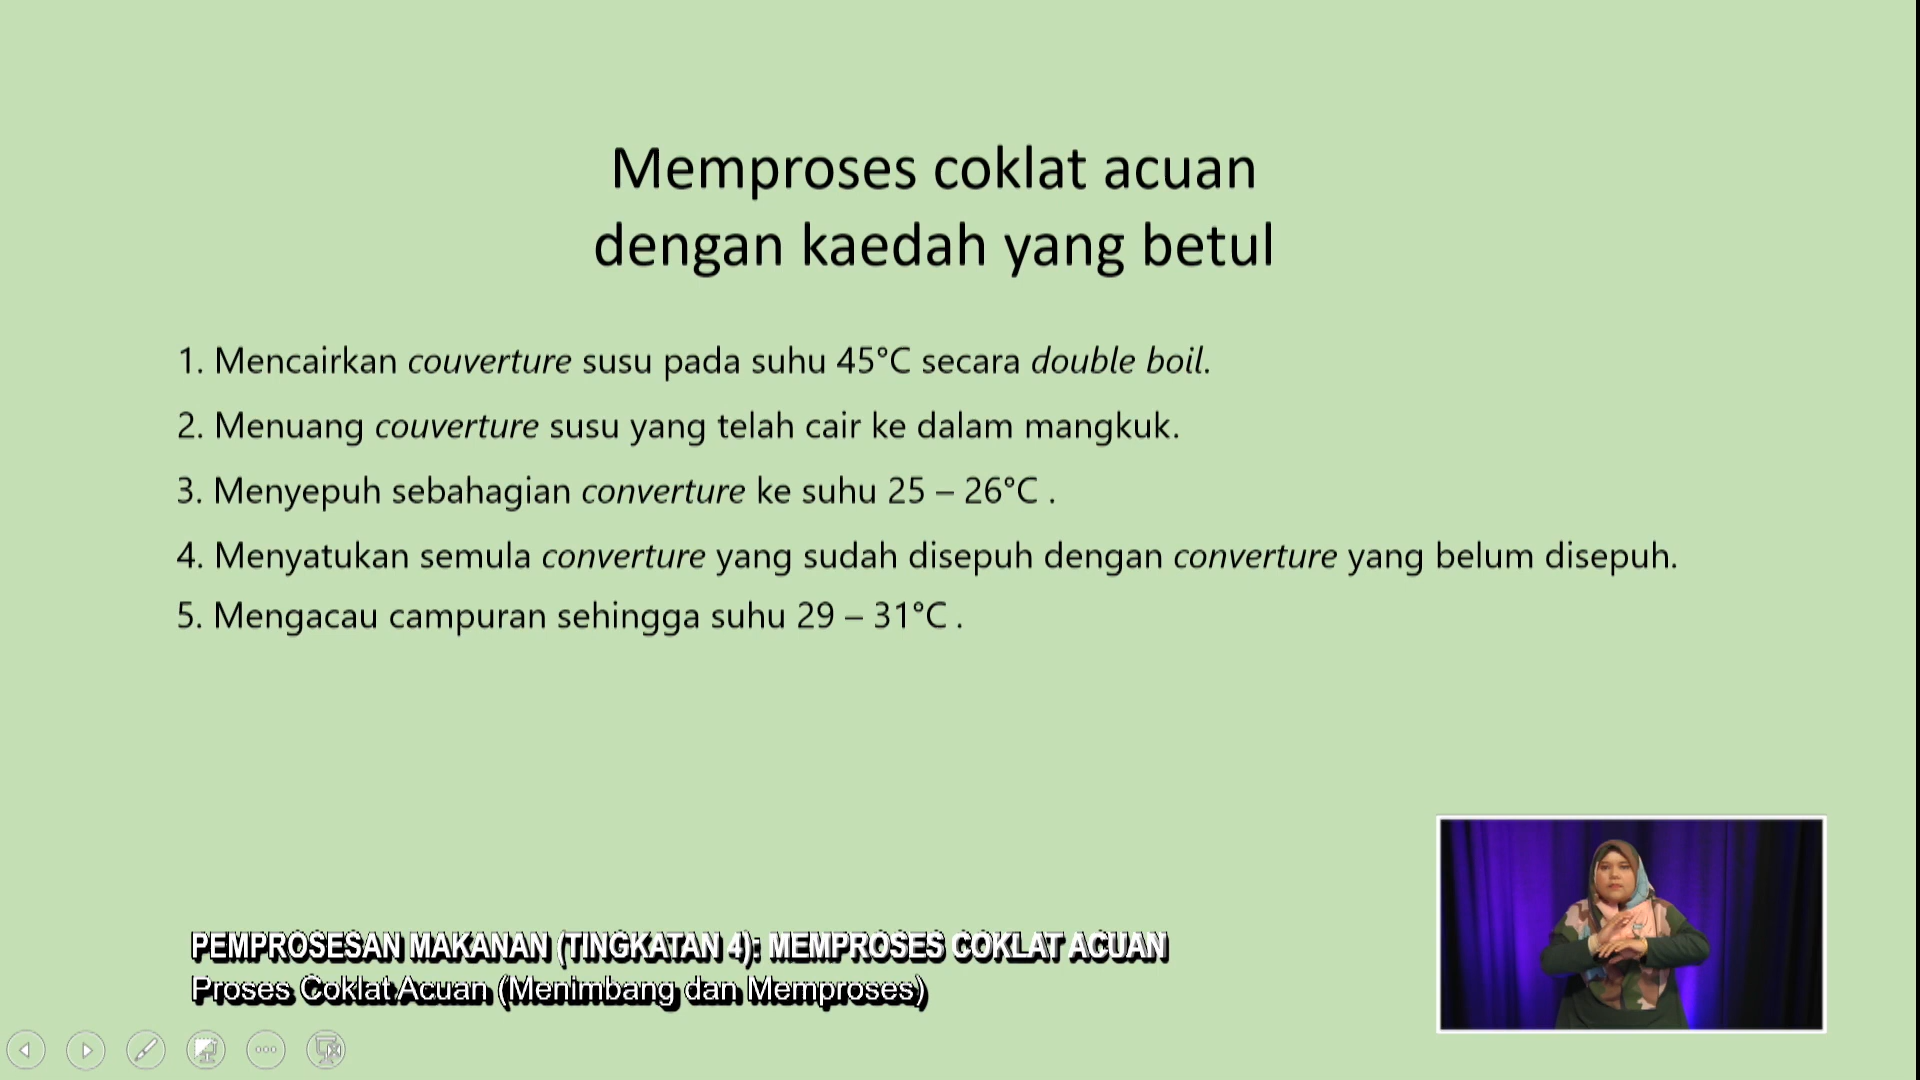 Memproses coklat acuan
dengan kaedah yang betul
1. Mencairkan couverture susu pada suhu 45°C secara double boil.
2. Menuang couverture susu yang telah cair ke dalam mangkuk.
3. Menyepuh sebahagian converture ke suhu 25 – 26°C .
4. Menyatukan semula converture yang sudah disepuh dengan converture yang belum disepuh.
5. Mengacau campuran sehingga suhu 29 – 31°C .
PEMPROSESAN MAKANAN (TINGKATAN 4): MEMPROSES COKLAT ACUAN
Proses Coklat Acuan (Menimbang dan Memproses)